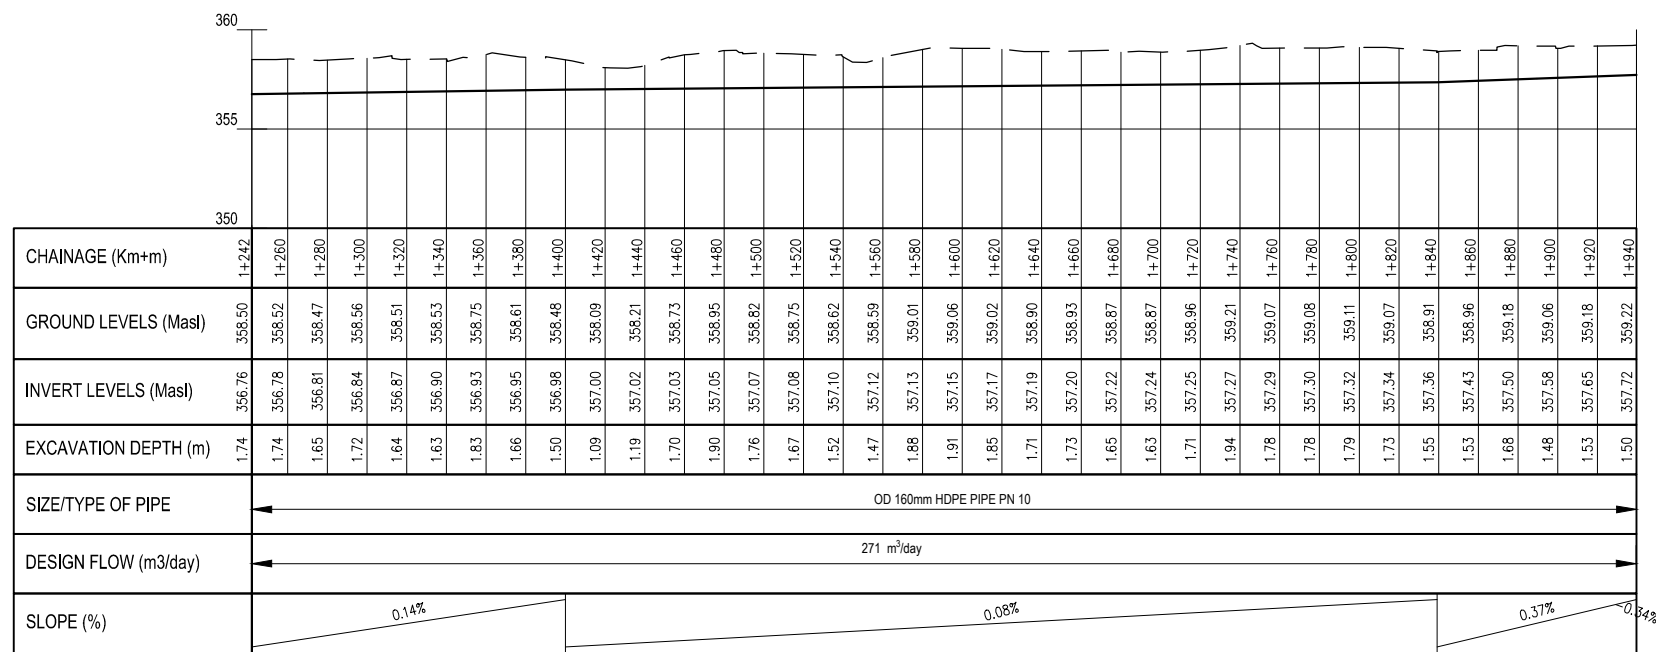 360
355
350
CHAINAGE (Km+m) 1+242 1+260 1+280 1+300 1+320 1+340 1+360 1+380 1+400 1+420 1+440 1+460 1+480 1+500 1+520 1+540 1+560 1+580 1+600 1+620 1+640 1+660 1+680 1+700 1+720 1+740 1+760 1+780 1+800 1+820 1+840 1+860 1+880 1+900 1+920 1+940
GROUND LEVELS (Masl) 358.50 358.52 358.47 358.56 358.51 358.53 358.75 358.61 358.48 358.09 358.21 358.73 358.95 358.82 358.75 358.62 358.59 359.01 359.06 359.02 358.90 358.93 358.87 358.87 358.96 359.21 359.07 359.08 359.11 359.07 358.91 358.96 359.18 359.06 359.18 359.22
INVERT LEVELS (Masl) 356.76 356.78 356.81 356.84 356.87 356.90 356.93 356.95 356.98 357.00 357.02 357.03 357.05 357.07 357.08 357.10 357.12 357.13 357.15 357.17 357.19 357.20 357.22 357.24 357.25 357.27 357.29 357.30 357.32 357.34 357.36 357.43 357.50 357.58 357.65 357.72
EXCAVATION DEPTH (m) 1.74 1.74 1.65 1.72 1.64 1.63 1.83 1.66 1.50 1.09 1.19 1.70 1.90 1.76 1.67 1.52 1.47 1.88 1.91 1.85 1.71 1.73 1.65 1.63 1.71 1.94 1.78 1.78 1.79 1.73 1.55 1.53 1.68 1.48 1.53 1.50
SIZE/TYPE OF PIPE OD 160mm HDPE PIPE PN 10
DESIGN FLOW (m3/day) 271 m³/day
SLOPE (%) 0.14% 0.08% 0.37% -0.34%